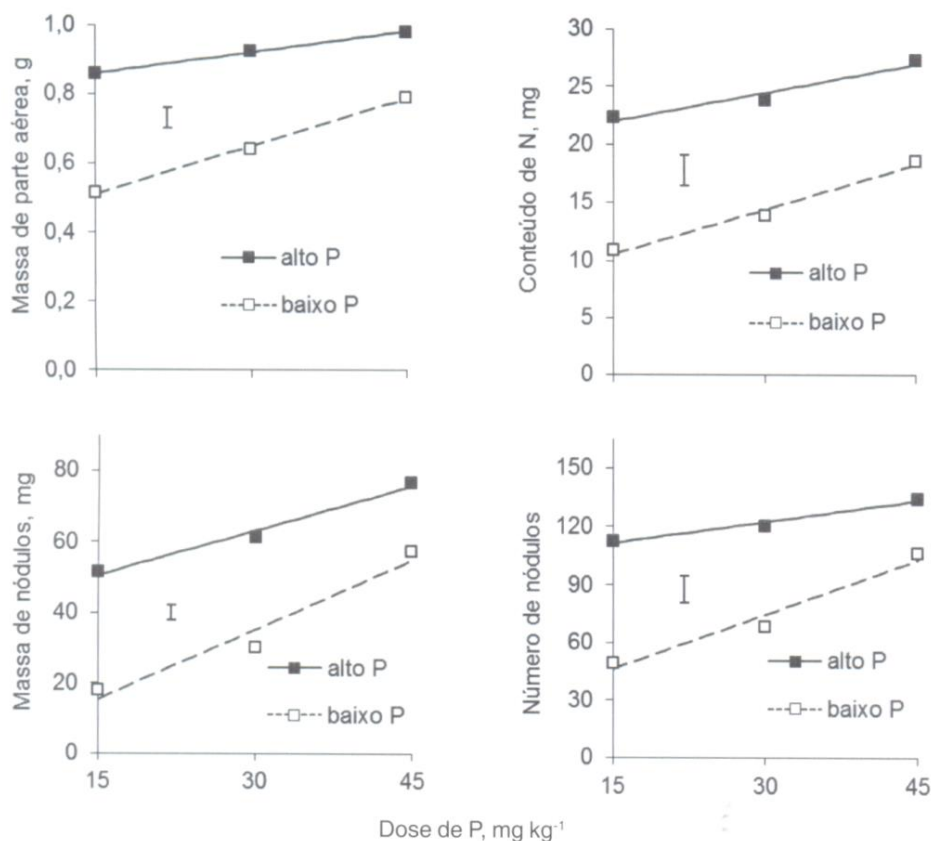 Massa de parte aérea, g
1,0
0,8
0,6
0,4
0,2
0,0
alto P
baixo P
Conteúdo de N, mg
30
25
20
15
10
5
0
alto P
baixo P
Massa de nódulos, mg
80
60
40
20
0
15
30
45
alto P
baixo P
Número de nódulos
150
120
90
60
30
0
15
30
45
alto P
baixo P
Dose de P, mg kg⁻¹